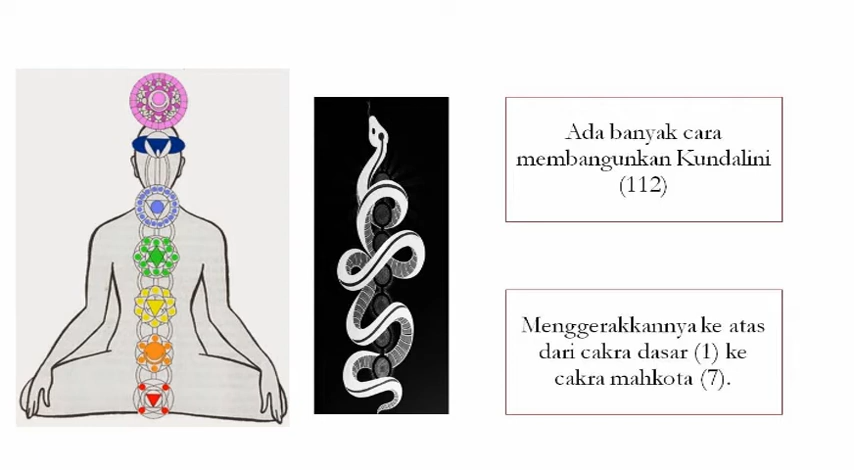 Ada banyak cara
membangunkan Kundalini
(112)
Menggerakkannya ke atas
dari cakra dasar (1) ke
cakra mahkota (7).